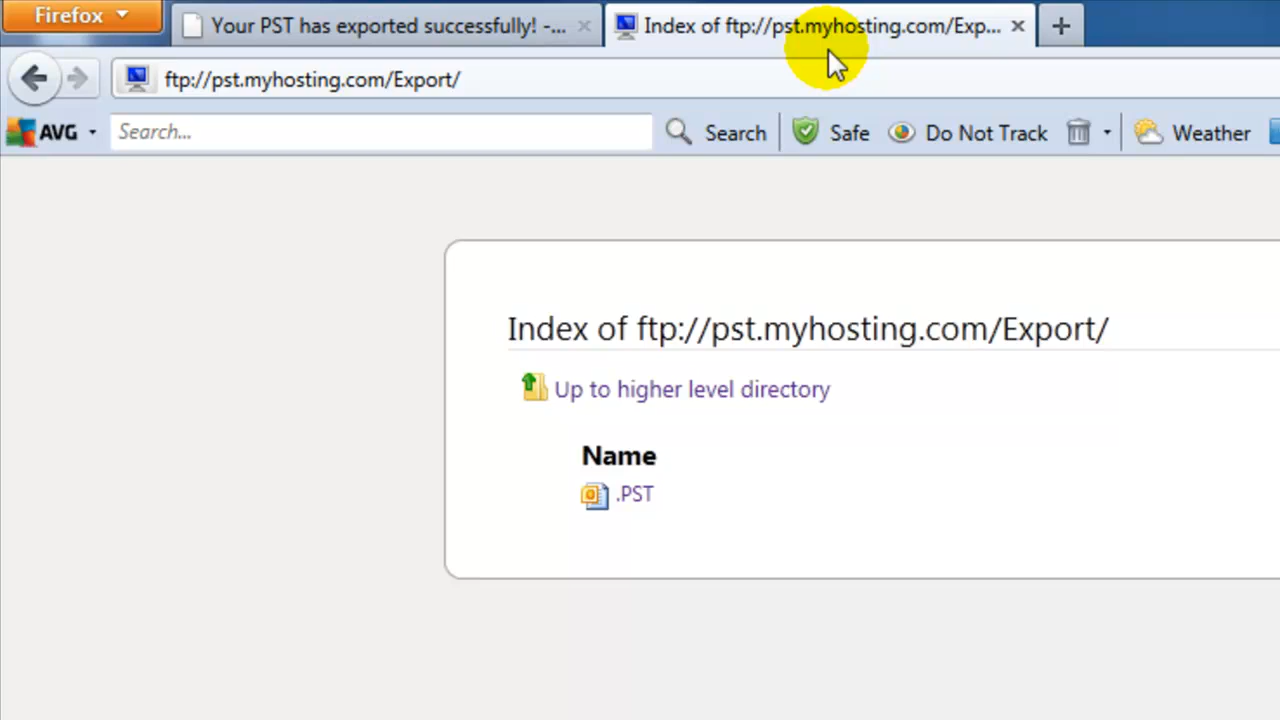 Firefox
Your PST has exported successfully! -...
Index of ftp://pst.myhosting.com/Exp...
ftp://pst.myhosting.com/Export/
AVG Search... Search Safe Do Not Track Weather
Index of ftp://pst.myhosting.com/Export/
Up to higher level directory
Name
.PST